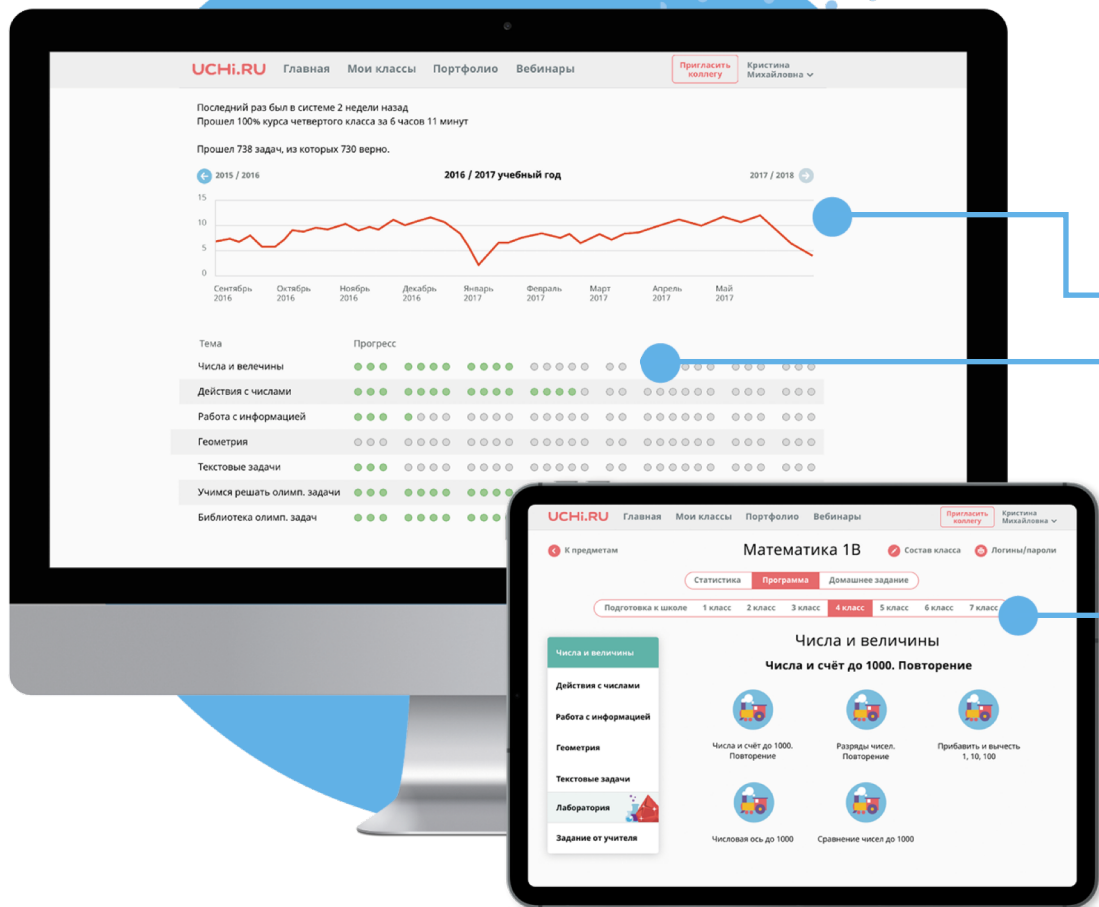 UCHi.RU Главная Мои классы Портфолио Вебинары Пригласить коллегу Кристина Михайловна
Последний раз был в системе 2 недели назад
Прошел 100% курса четвертого класса за 6 часов 11 минут
Прошел 738 задач, из которых 730 верно.
2015 / 2016 2016 / 2017 учебный год 2017 / 2018
15
10
5
0
Сентябрь Октябрь Ноябрь Декабрь Январь Февраль Март Апрель Май
2016 2016 2016 2016 2017 2017 2017 2017 2017
Тема Прогресс
Числа и велечины
Действия с числами
Работа с информацией
Геометрия
Текстовые задачи
Учимся решать олимп. задачи
Библиотека олимп. задач
UCHi.RU Главная Мои классы Портфолио Вебинары Пригласить коллегу Кристина Михайловна
К предметам Математика 1В Состав класса Логины/пароли
Статистика Программа Домашнее задание
Подготовка к школе 1 класс 2 класс 3 класс 4 класс 5 класс 6 класс 7 класс
Числа и величины
Действия с числами
Работа с информацией
Геометрия
Текстовые задачи
Лаборатория
Задание от учителя
Числа и величины
Числа и счёт до 1000. Повторение
Числа и счёт до 1000. Разряды чисел. Прибавить и вычесть
Повторение Повторение 1, 10, 100
Числовая ось до 1000 Сравнение чисел до 1000